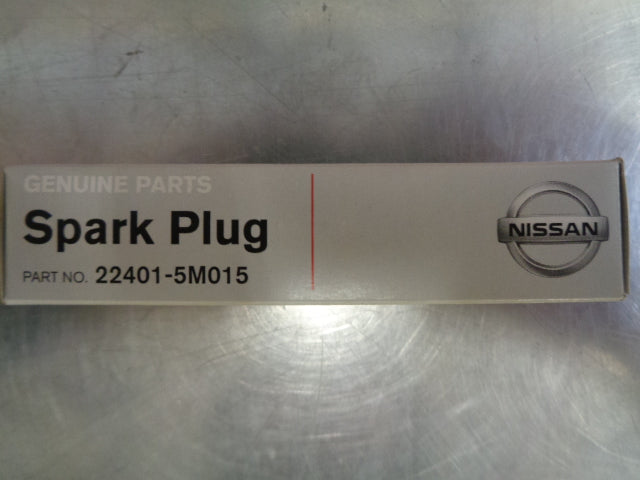 GENUINE PARTS
Spark Plug
PART NO. 22401-5M015
NISSAN